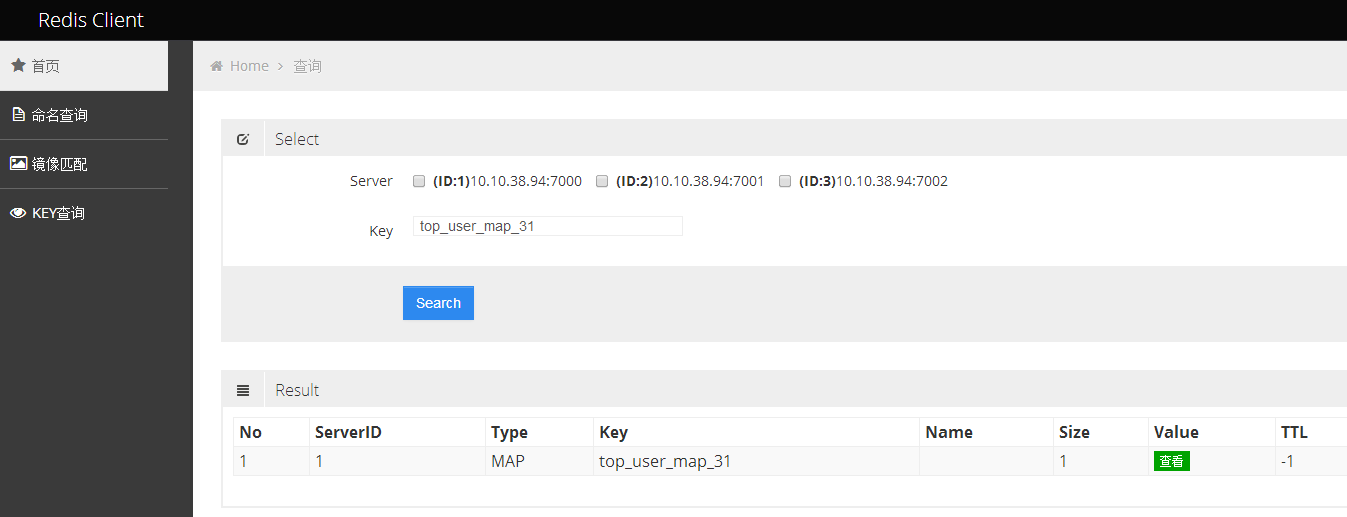 Redis Client
首页
命名查询
镜像匹配
KEY查询
Home > 查询
Select
Server (ID:1)10.10.38.94:7000 (ID:2)10.10.38.94:7001 (ID:3)10.10.38.94:7002
Key top_user_map_31
Search
Result
No ServerID Type Key Name Size Value TTL
1 1 MAP top_user_map_31 1 查看 -1